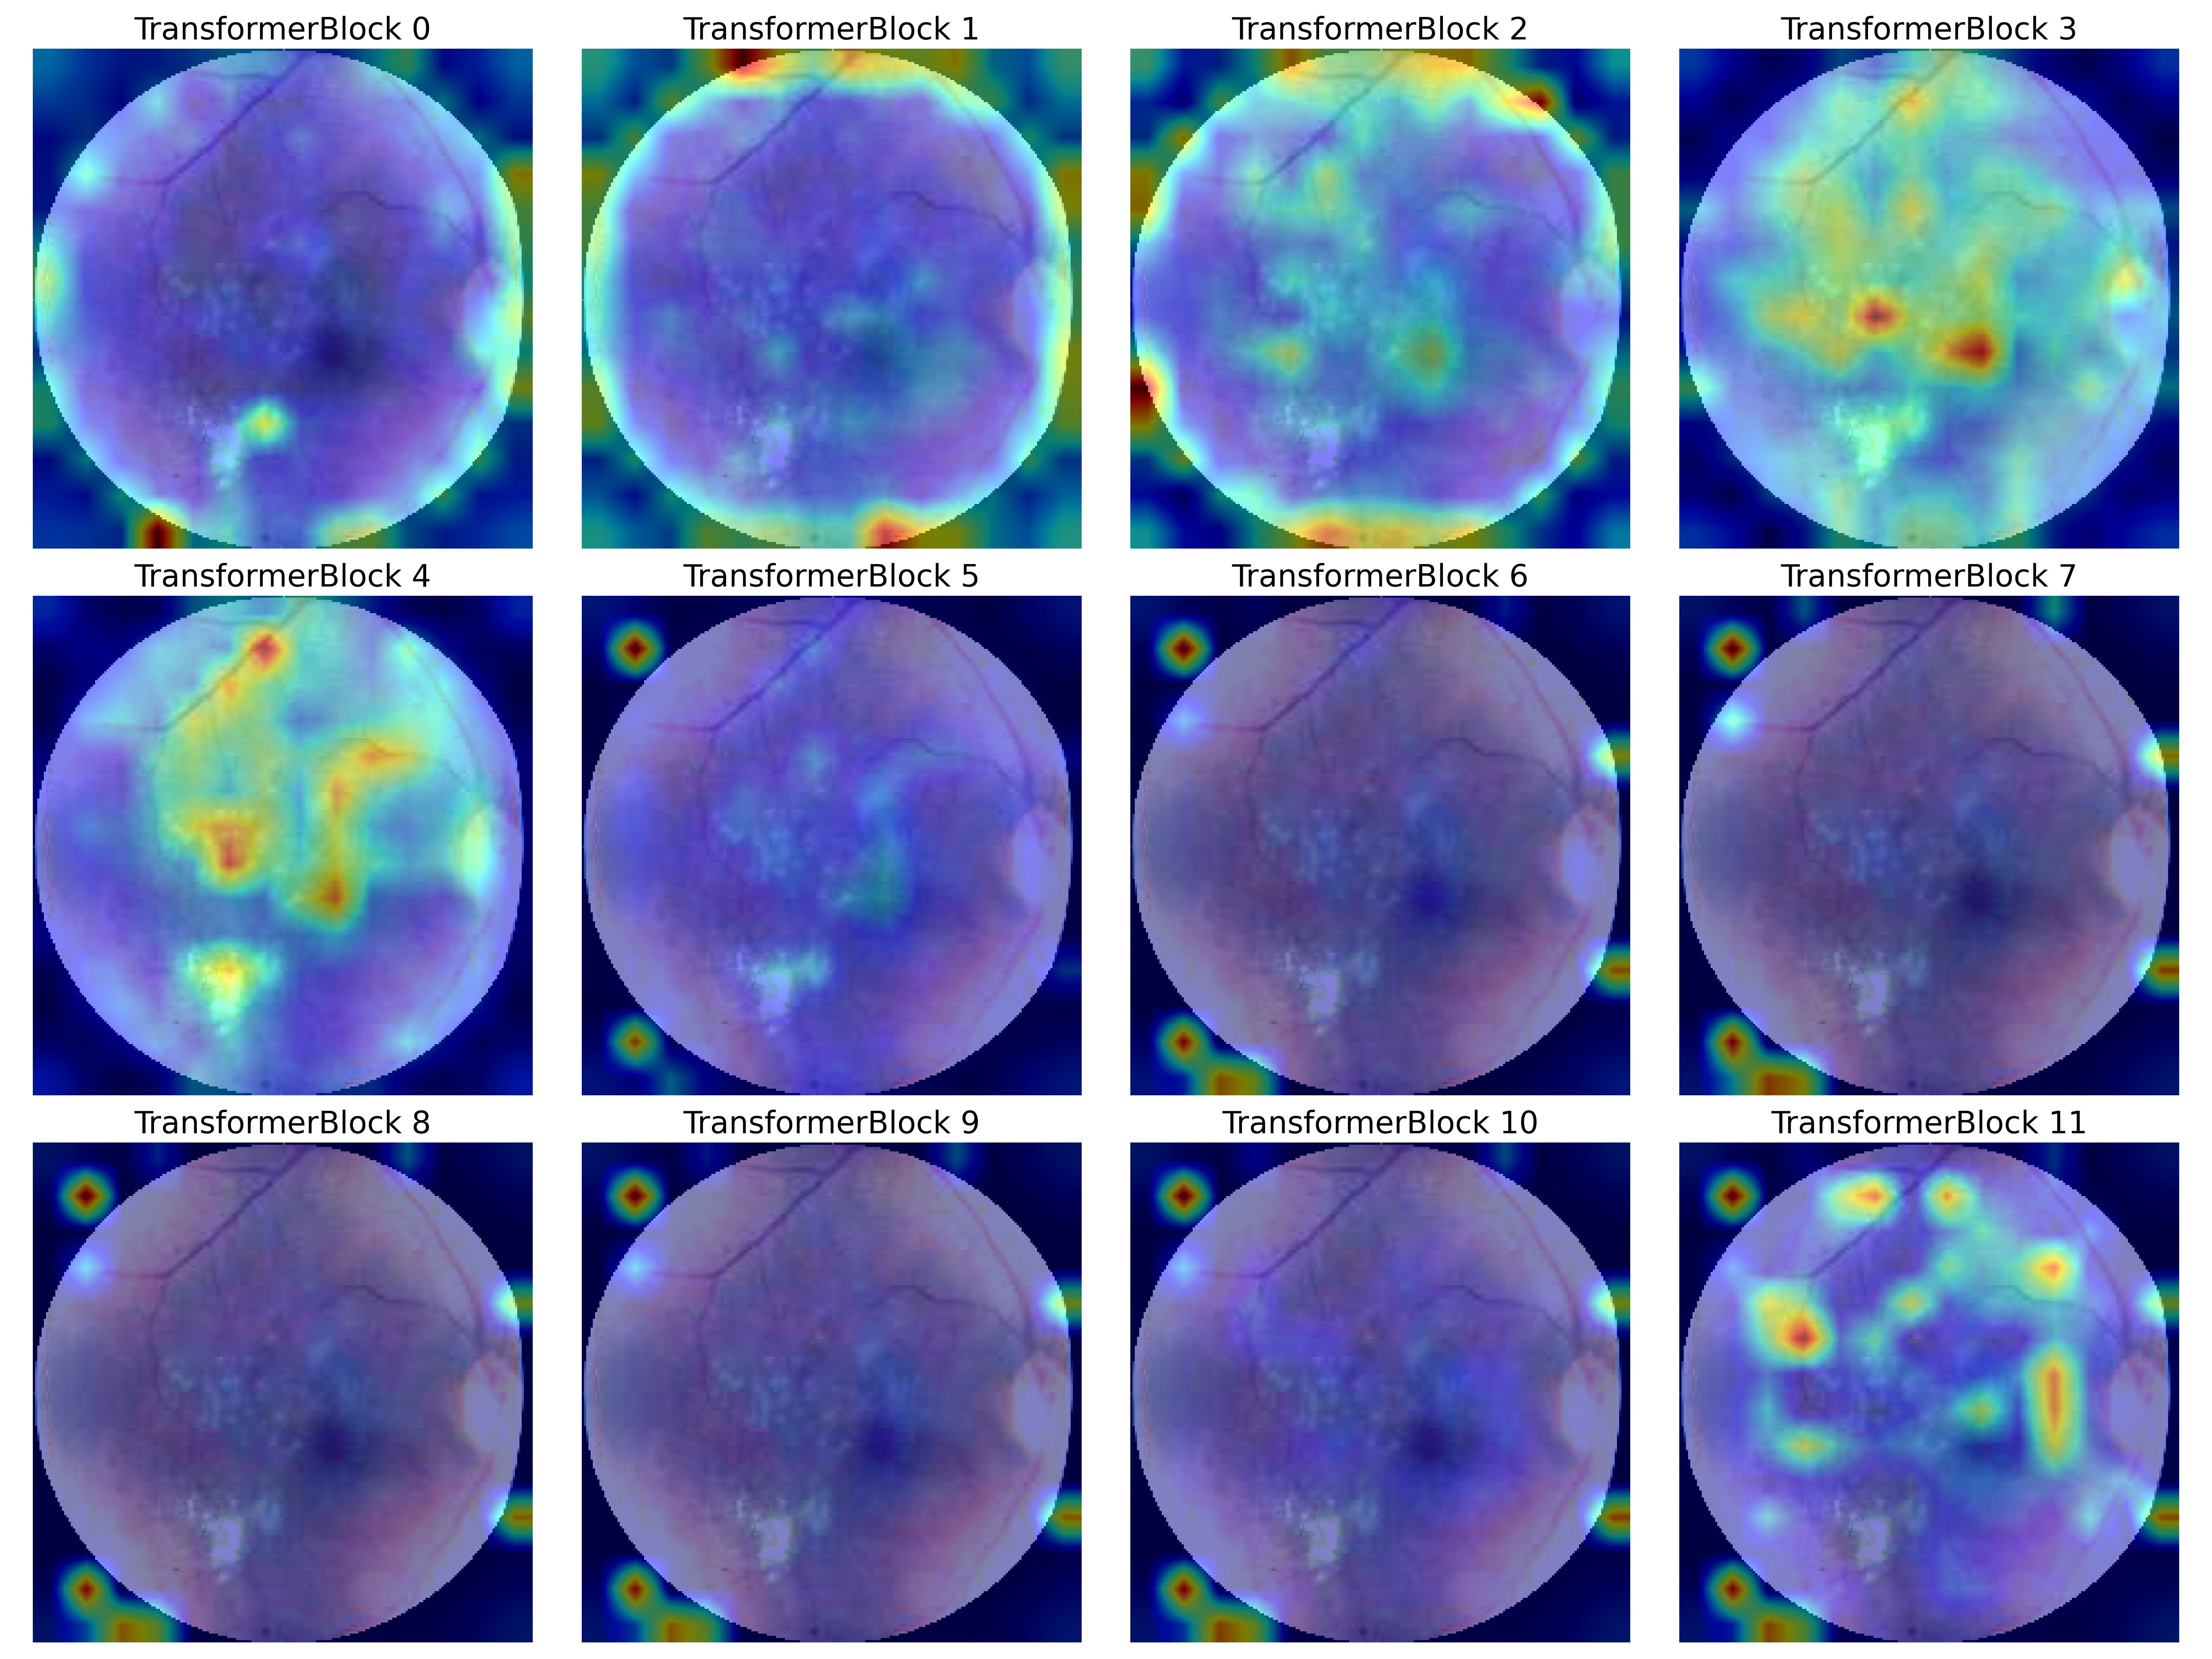 TransformerBlock 0
TransformerBlock 1
TransformerBlock 2
TransformerBlock 3
TransformerBlock 4
TransformerBlock 5
TransformerBlock 6
TransformerBlock 7
TransformerBlock 8
TransformerBlock 9
TransformerBlock 10
TransformerBlock 11